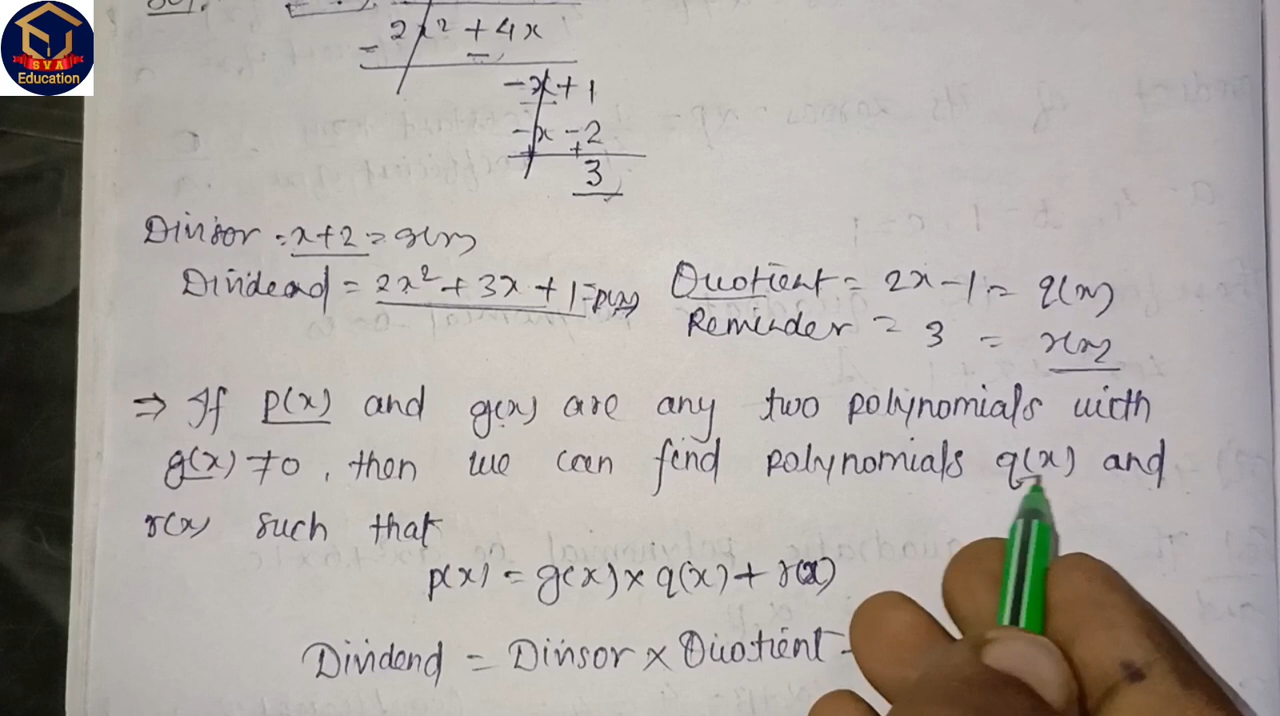 SVA
Education
2x² + 4x
-x + 1
-x - 2
3
Divisor = x+2 = g(x)
Dividend = 2x² + 3x + 1 = p(x)
Quotient = 2x - 1 = q(x)
Reminder = 3 = r(x)
⇒ If p(x) and g(x) are any two polynomials with
g(x) ≠ 0, then we can find polynomials q(x) and
r(x) such that
p(x) = g(x) × q(x) + r(x)
Dividend = Divisor × Quotient